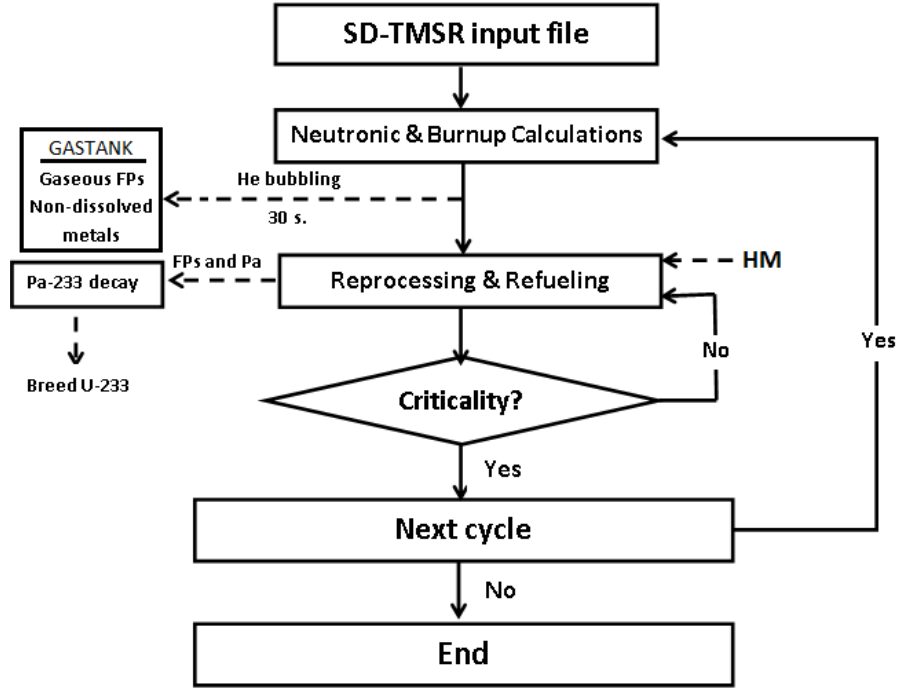 SD-TMSR input file
Neutronic & Burnup Calculations
GASTANK
Gaseous FPs
Non-dissolved
metals
He bubbling
30 s.
FPs and Pa
Pa-233 decay
Reprocessing & Refueling
HM
Yes
No
Breed U-233
Criticality?
Yes
Next cycle
No
End